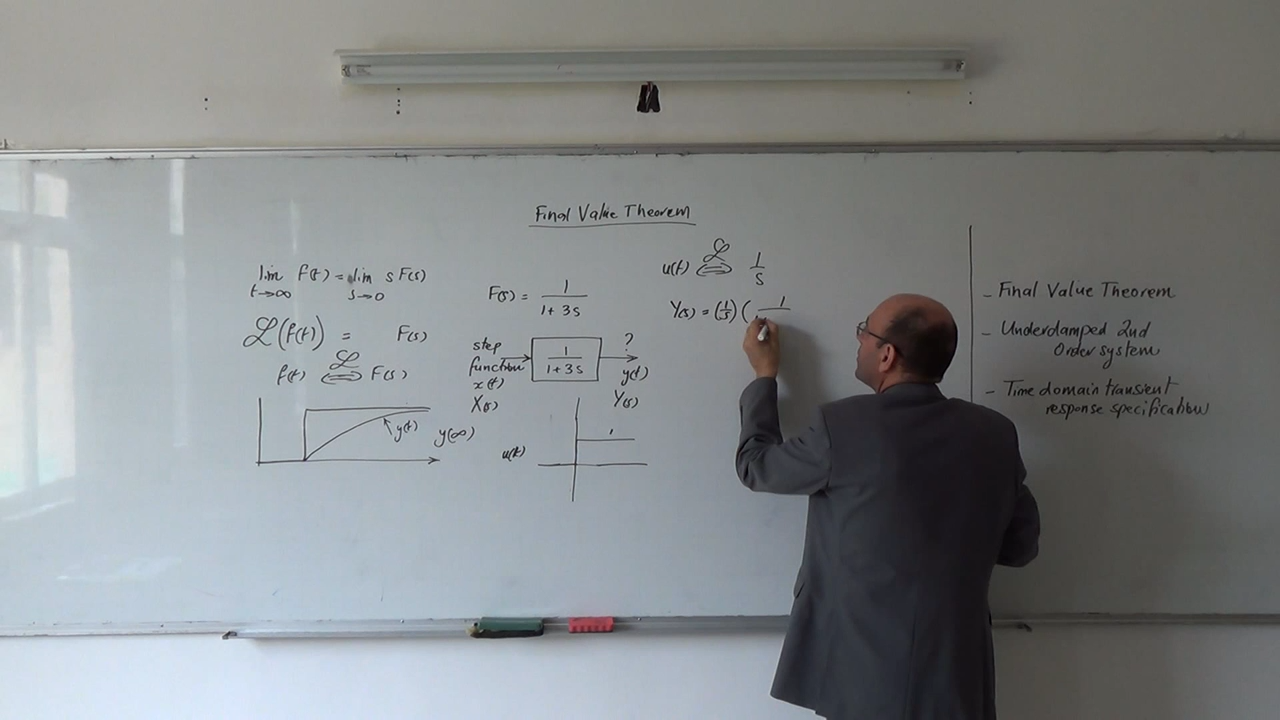 Final Value Theorem
lim f(t) = lim s F(s)
t→∞ s→0
ℒ(f(t)) = F(s)
f(t) ℒ⇔ F(s)
y(t)
y(∞)
F(s) = 1
1 + 3s
step
function
x(t)
X(s)
1
1 + 3s
?
y(t)
Y(s)
u(t)
1
u(t) ℒ⇔ 1
s
Y(s) = (1/s) ( 1
- Final Value Theorem
- Underdamped 2nd
Order system
- Time domain transient
response specification